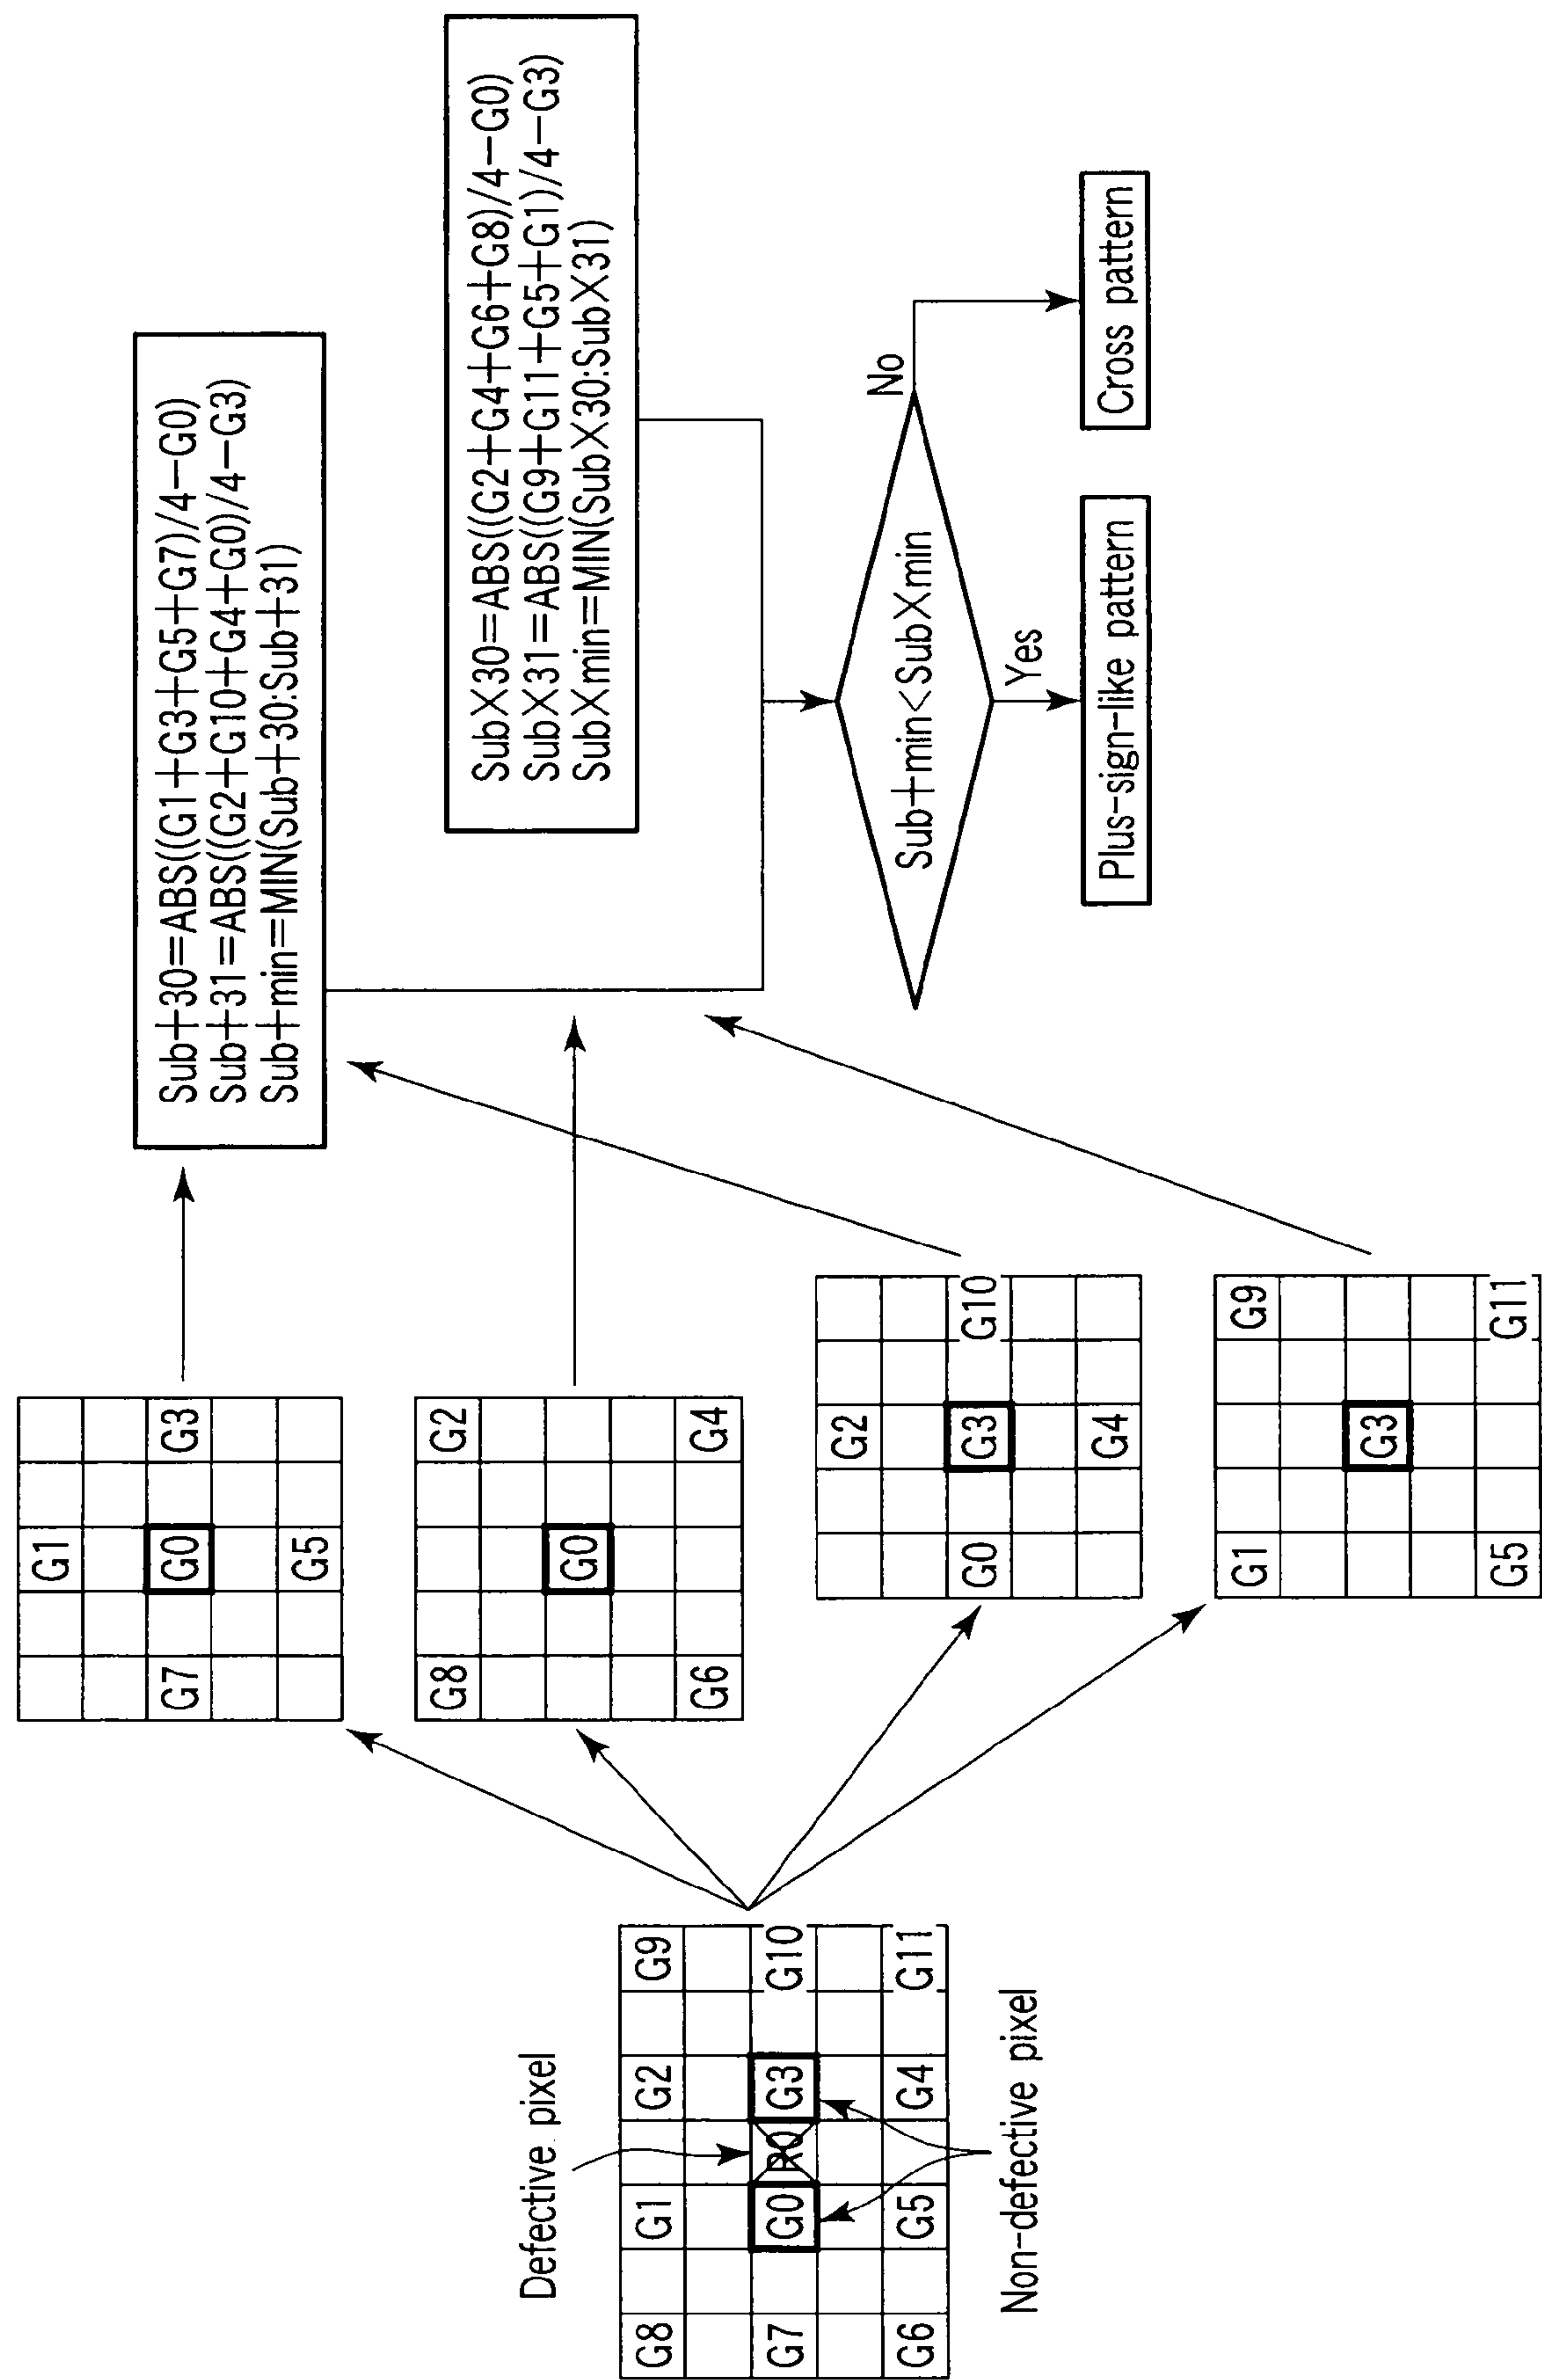 Defective pixel
G8 G1 G2 G9
G7 G0 R0 G3 G10
G6 G5 G4 G11
Non-defective pixel
G1
G7 G0 G3
G5
G8 G2
G0
G6 G4
G2
G0 G3 G10
G4
G1 G9
G3
G5 G11
Sub+30=ABS((G1+G3+G5+G7)/4-G0)
Sub+31=ABS((G2+G10+G4+G0)/4-G3)
Sub+min=MIN(Sub+30:Sub+31)
Sub×30=ABS((G2+G4+G6+G8)/4-G0)
Sub×31=ABS((G9+G11+G5+G1)/4-G3)
Sub×min=MIN(Sub×30:Sub×31)
Sub+min<Sub×min
No
Yes
Plus-sign-like pattern
Cross pattern